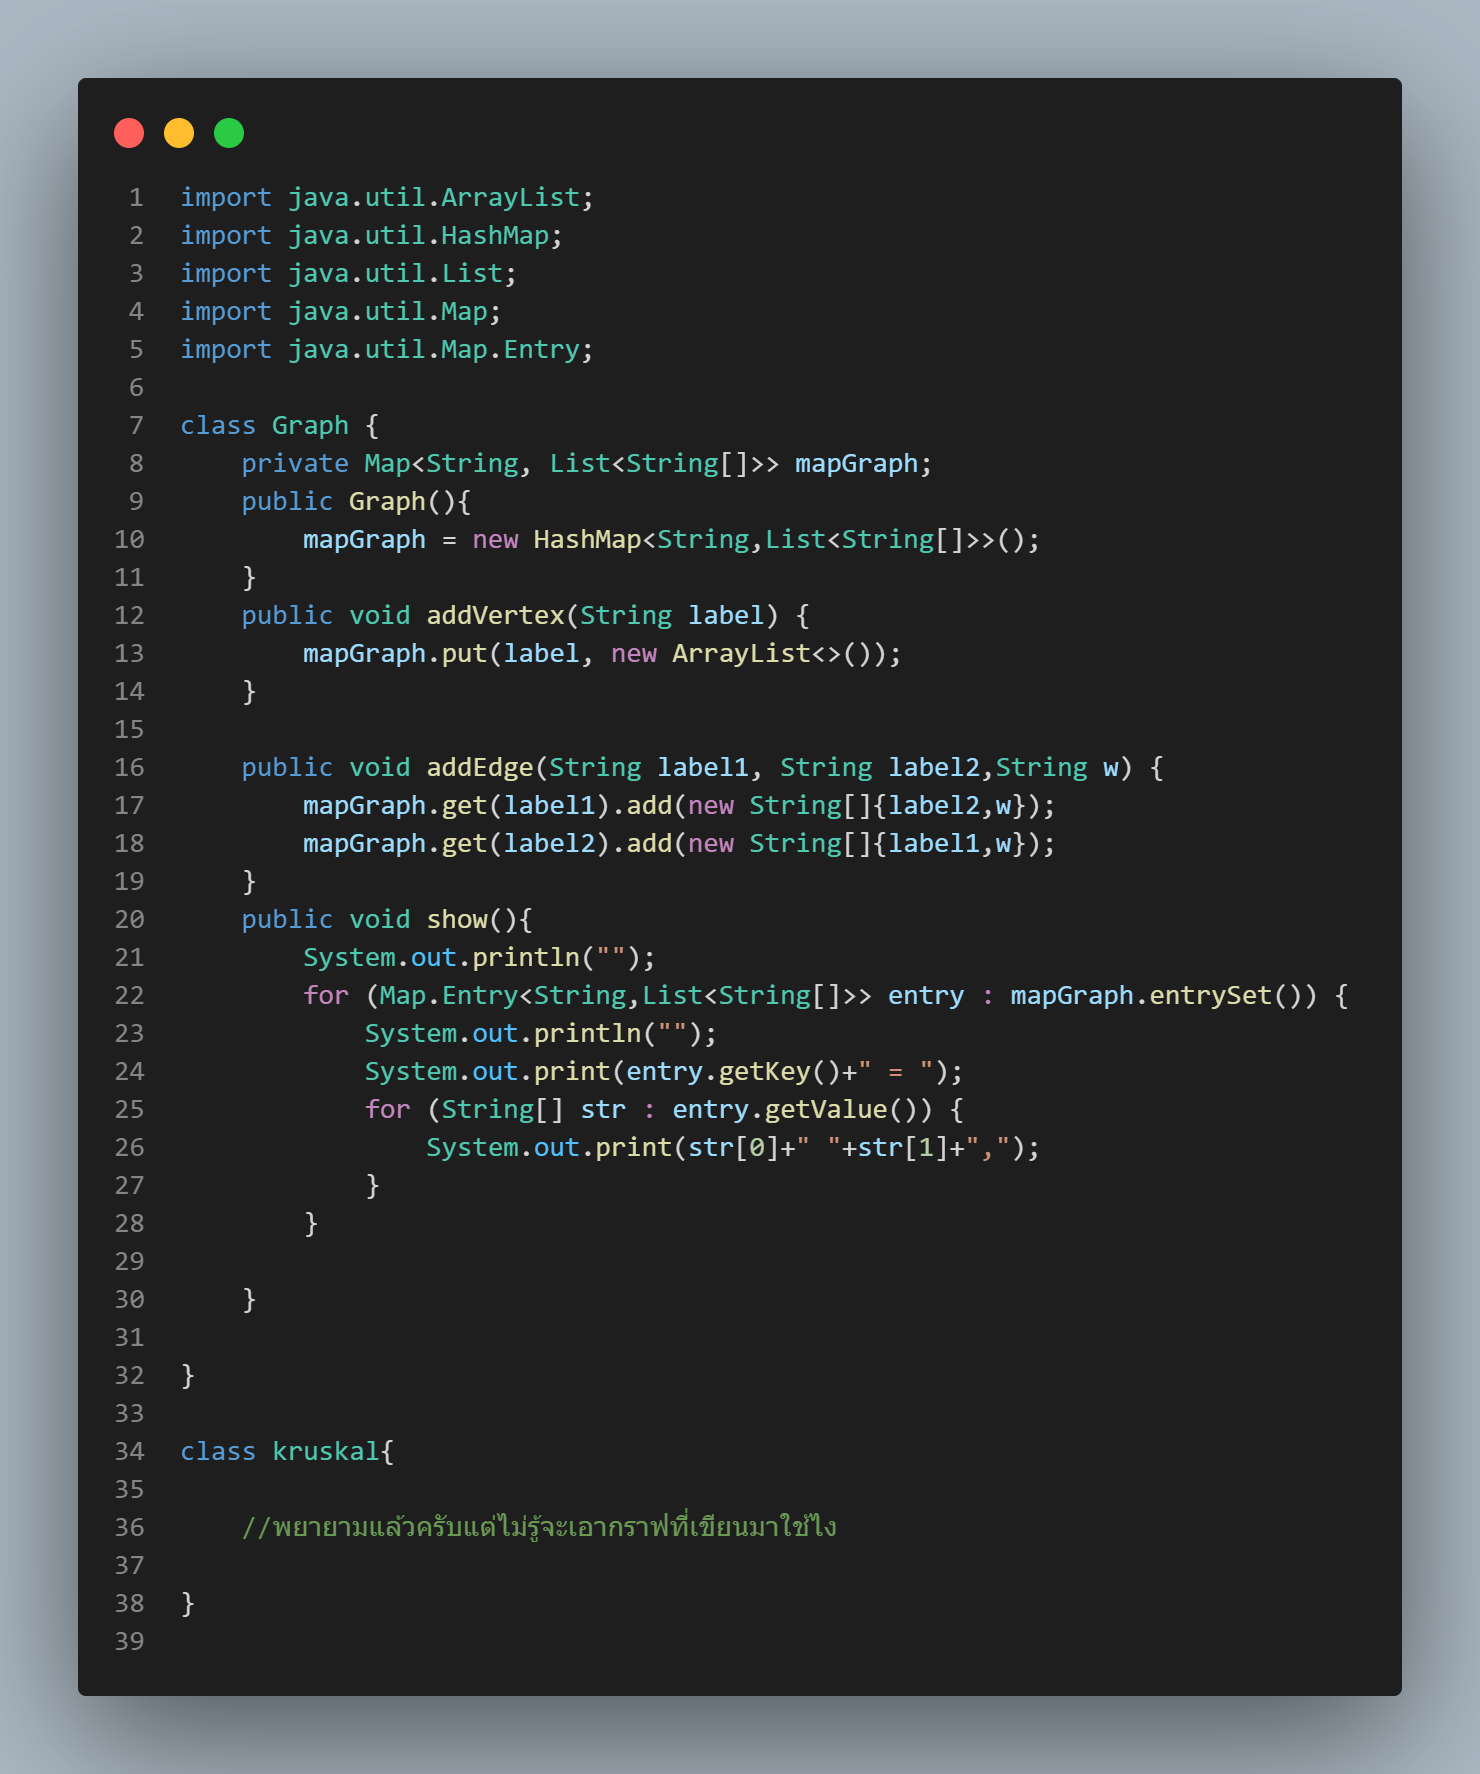 1 import java.util.ArrayList;
2 import java.util.HashMap;
3 import java.util.List;
4 import java.util.Map;
5 import java.util.Map.Entry;
6
7 class Graph {
8     private Map<String, List<String[]>> mapGraph;
9     public Graph(){
10         mapGraph = new HashMap<String,List<String[]>>();
11     }
12     public void addVertex(String label) {
13         mapGraph.put(label, new ArrayList<>());
14     }
15
16     public void addEdge(String label1, String label2,String w) {
17         mapGraph.get(label1).add(new String[]{label2,w});
18         mapGraph.get(label2).add(new String[]{label1,w});
19     }
20     public void show(){
21         System.out.println("");
22         for (Map.Entry<String,List<String[]>> entry : mapGraph.entrySet()) {
23             System.out.println("");
24             System.out.print(entry.getKey()+" = ");
25             for (String[] str : entry.getValue()) {
26                 System.out.print(str[0]+" "+str[1]+",");
27             }
28         }
29
30     }
31
32 }
33
34 class kruskal{
35
36     //พยายามแล้วครับแต่ไม่รู้จะเอากราฟที่เขียนมาใช้ไง
37
38 }
39